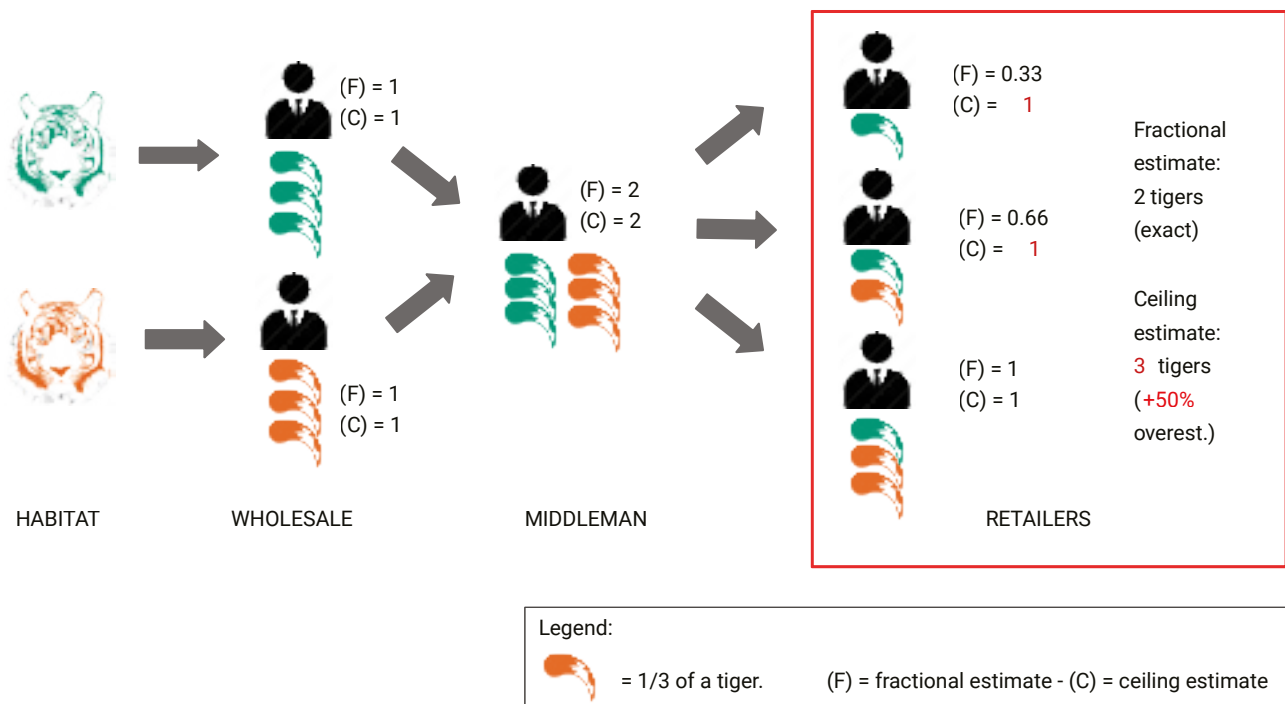 (F) = 1
(C) = 1
(F) = 1
(C) = 1
(F) = 2
(C) = 2
(F) = 0.33
(C) = 1
(F) = 0.66
(C) = 1
(F) = 1
(C) = 1
Fractional
estimate:
2 tigers
(exact)
Ceiling
estimate:
3 tigers
(+50%
overest.)
HABITAT
WHOLESALE
MIDDLEMAN
RETAILERS
Legend:
= 1/3 of a tiger.
(F) = fractional estimate - (C) = ceiling estimate